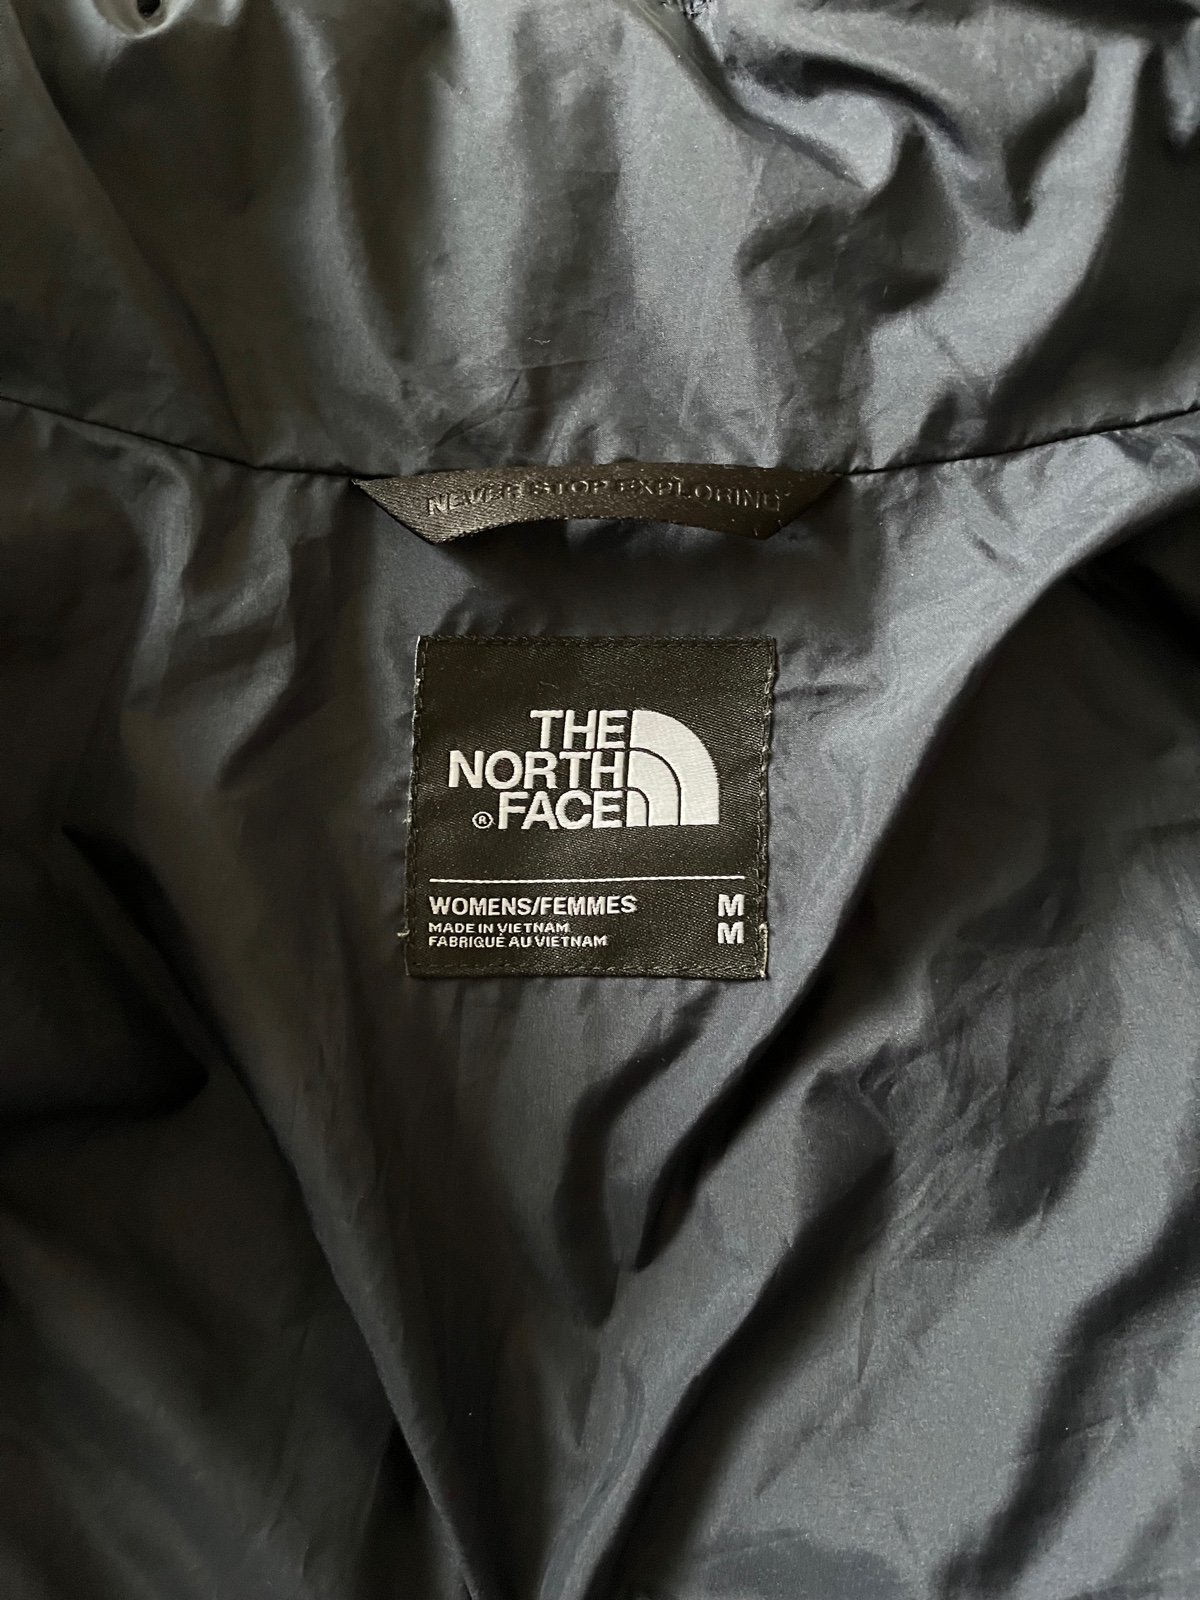 NEVER STOP EXPLORING
THE
NORTH
® FACE
WOMENS/FEMMES M
MADE IN VIETNAM M
FABRIQUÉ AU VIETNAM